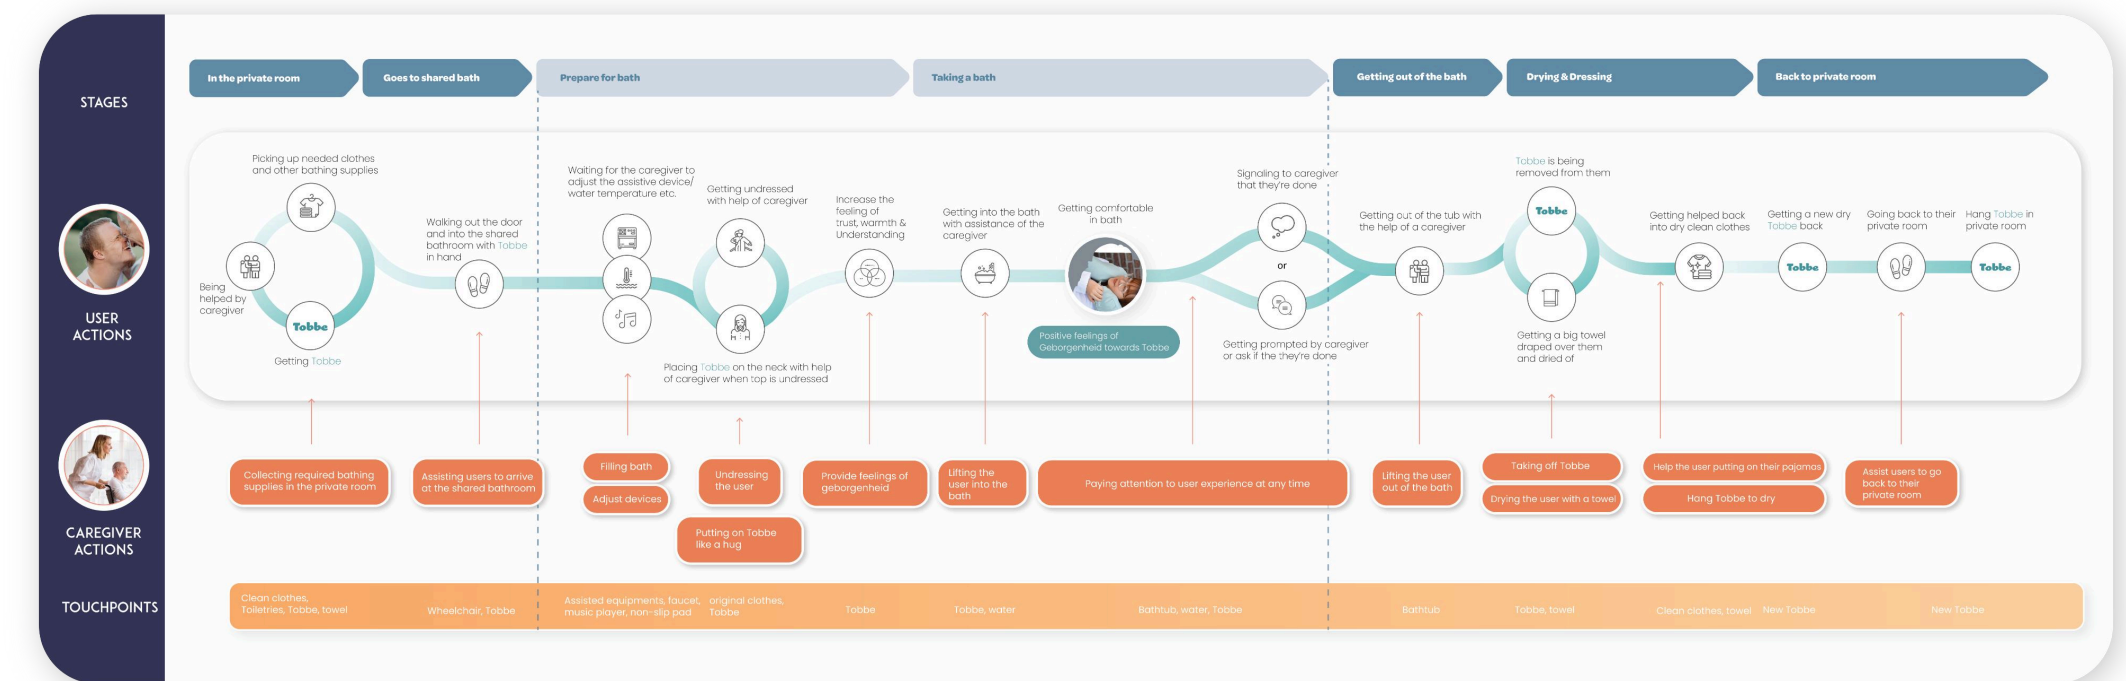 STAGES
In the private room
Goes to shared bath
Prepare for bath
Taking a bath
Getting out of the bath
Drying & Dressing
Back to private room
USER
ACTIONS
Picking up needed clothes
and other bathing supplies
Being
helped by
caregiver
Tobbe
Getting Tobbe
Walking out the door
and into the shared
bathroom with Tobbe
in hand
Waiting for the caregiver to
adjust the assistive device/
water temperature etc.
Getting undressed
with help of caregiver
Placing Tobbe on the neck with help
of caregiver when top is undressed
Increase the
feeling of
trust, warmth &
Understanding
Getting into the bath
with assistance of the
caregiver
Getting comfortable
in bath
Positive feelings of
Geborgenheid towards Tobbe
Signaling to caregiver
that they're done
or
Getting prompted by caregiver
or ask if the they're done
Getting out of the tub with
the help of a caregiver
Tobbe is being
removed from them
Tobbe
Getting a big towel
draped over them
and dried of
Getting helped back
into dry clean clothes
Getting a new dry
Tobbe back
Tobbe
Going back to their
private room
Hang Tobbe in
private room
Tobbe
CAREGIVER
ACTIONS
Collecting required bathing
supplies in the private room
Assisting users to arrive
at the shared bathroom
Filling bath
Adjust devices
Undressing
the user
Putting on Tobbe
like a hug
Provide feelings of
geborgenheid
Lifting the
user into the
bath
Paying attention to user experience at any time
Lifting the user
out of the bath
Taking off Tobbe
Drying the user with a towel
Help the user putting on their pajamas
Hang Tobbe to dry
Assist users to go
back to their
private room
TOUCHPOINTS
Clean clothes,
Toiletries, Tobbe, towel
Wheelchair, Tobbe
Assisted equipments, faucet,
music player, non-slip pad
original clothes,
Tobbe
Tobbe
Tobbe, water
Bathtub, water, Tobbe
Bathtub
Tobbe, towel
Clean clothes, towel
New Tobbe
New Tobbe